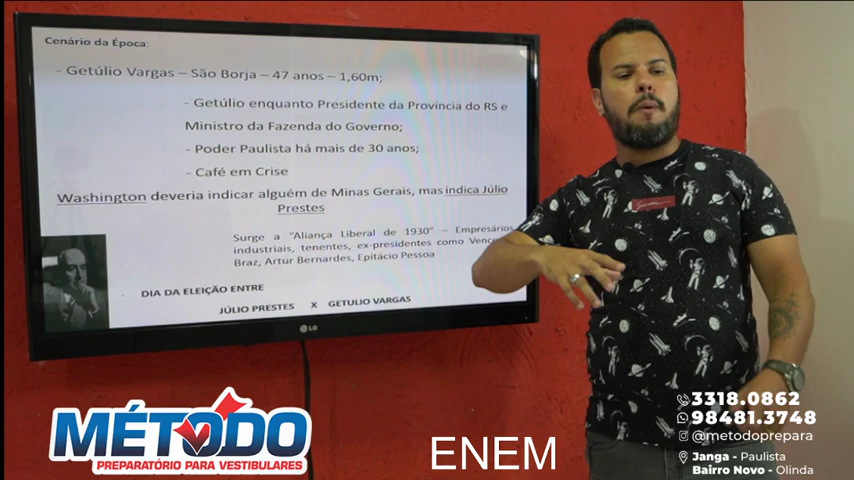 Cenário da Época:
- Getúlio Vargas – São Borja – 47 anos – 1,60m;
- Getúlio enquanto Presidente da Província do RS e
Ministro da Fazenda do Governo;
- Poder Paulista há mais de 30 anos;
- Café em Crise
Washington deveria indicar alguém de Minas Gerais, mas indica Júlio
Prestes
Surge a "Aliança Liberal de 1930" – Empresários
industriais, tenentes, ex-presidentes como
Braz, Artur Bernardes, Epitácio Pessoa
DIA DA ELEIÇÃO ENTRE
JÚLIO PRESTES X GETULIO VARGAS
LG
MÉTODO
PREPARATÓRIO PARA VESTIBULARES
ENEM
3318.0862
98481.3748
@metodoprepara
Janga - Paulista
Bairro Novo - Olinda